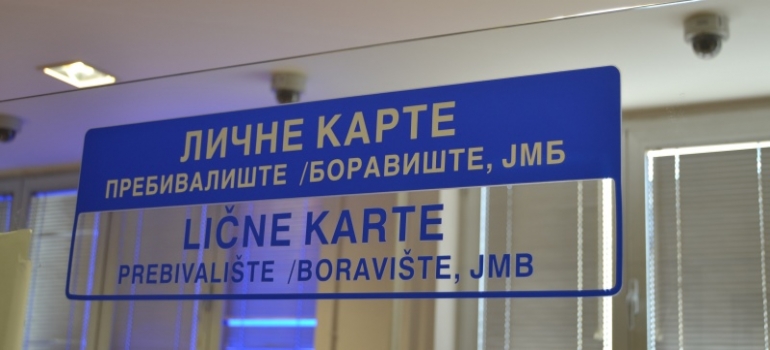 ЛИЧНЕ КАРТЕ
ПРЕБИВАЛИШТЕ /БОРАВИШТЕ, ЈМБ
LIČNE KARTE
PREBIVALIŠTE /BORAVIŠTE, JMB